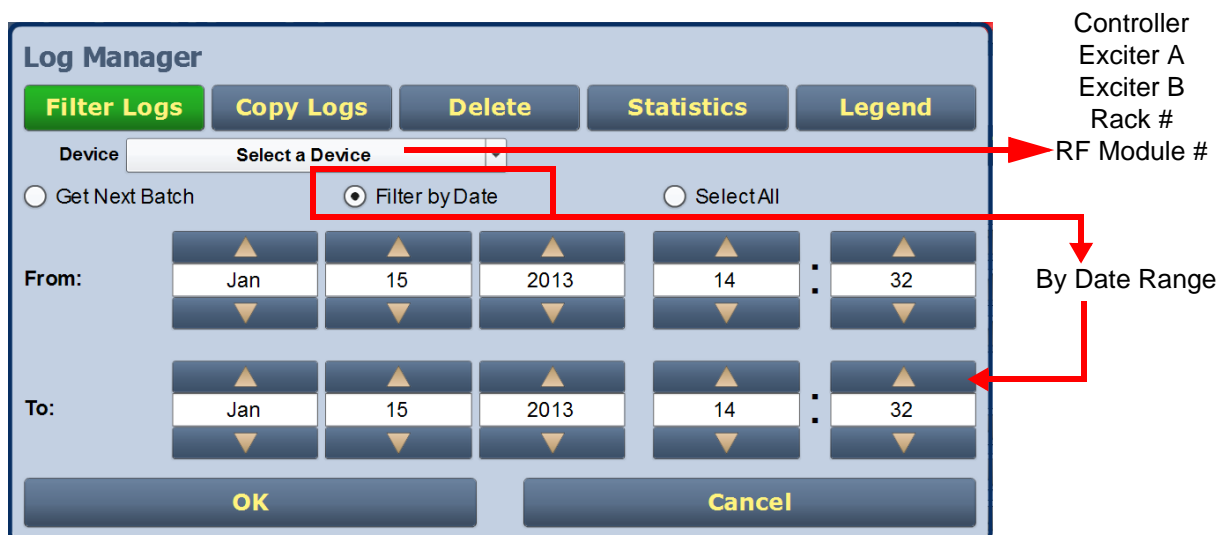 Log Manager
Filter Logs Copy Logs Delete Statistics Legend
Device Select a Device
Get Next Batch Filter by Date Select All
From: Jan 15 2013 14 : 32
To: Jan 15 2013 14 : 32
OK Cancel
Controller
Exciter A
Exciter B
Rack #
RF Module #
By Date Range